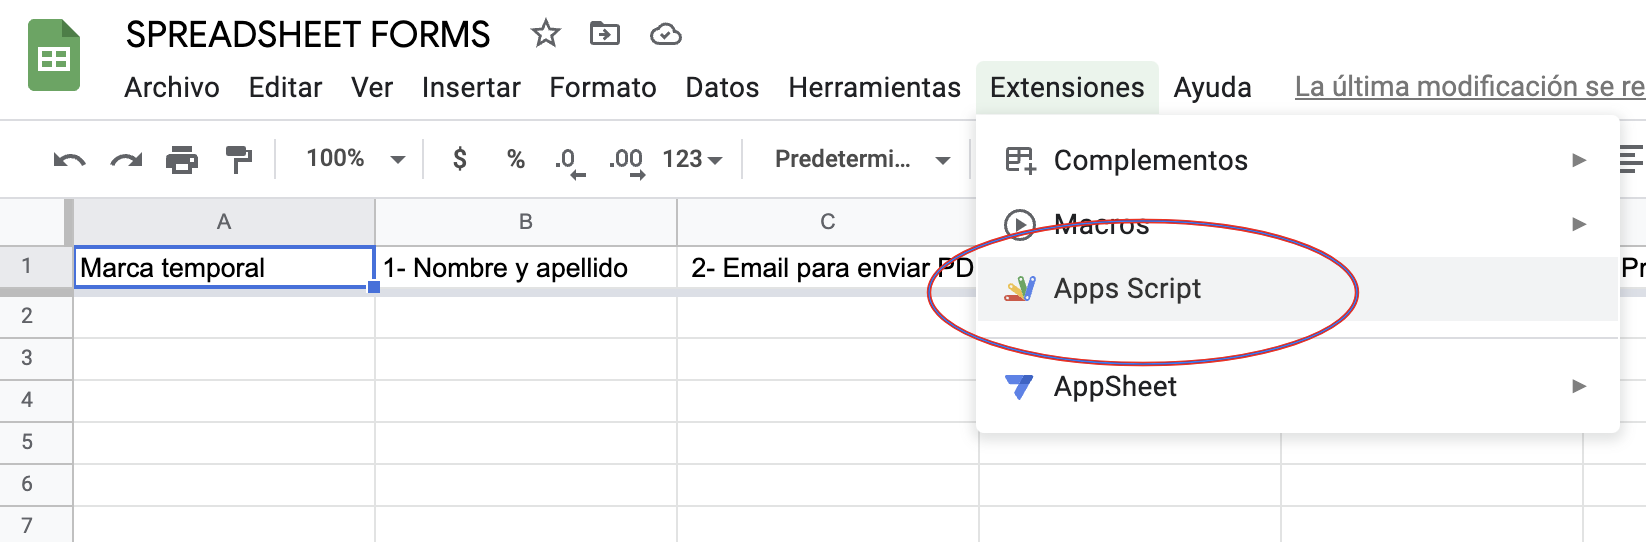 SPREADSHEET FORMS
Archivo Editar Ver Insertar Formato Datos Herramientas Extensiones Ayuda La última modificación se re
100% $ % .0 .00 123 Predetermi...
Complementos
Macros
Apps Script
AppSheet
A B C
1 Marca temporal 1- Nombre y apellido 2- Email para enviar PD Pr
2
3
4
5
6
7